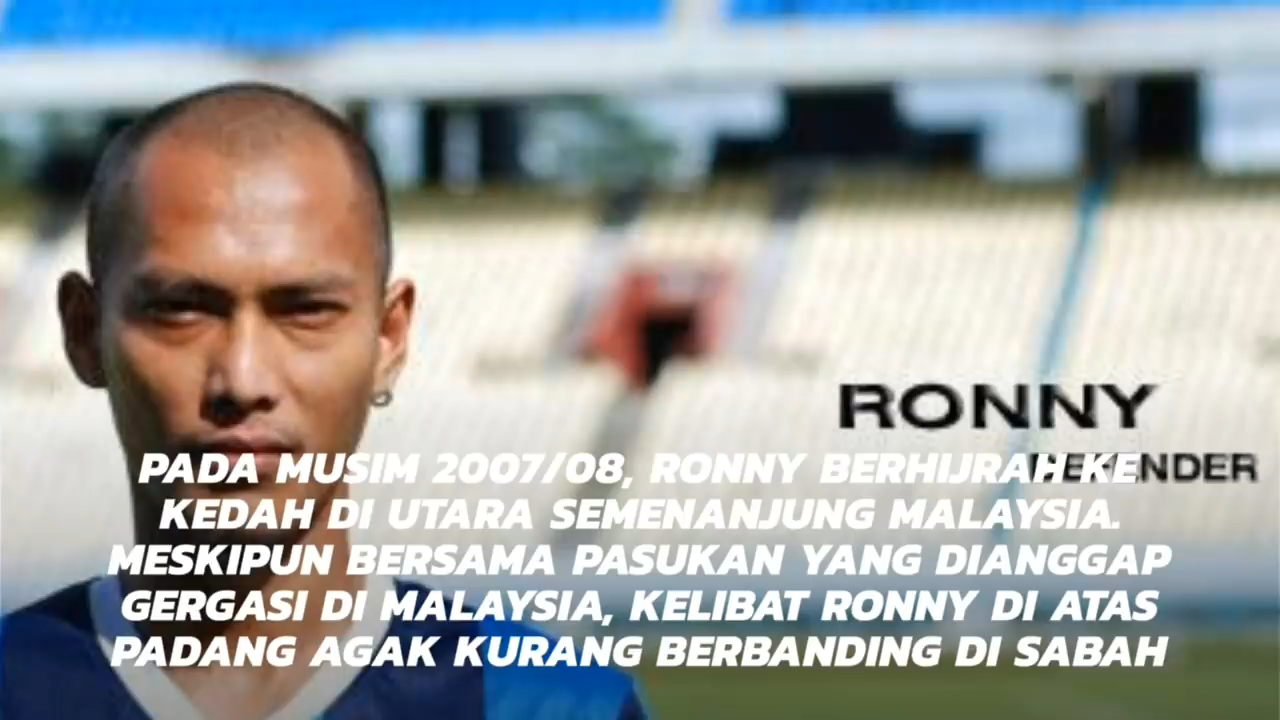 RONNY
DEFENDER
PADA MUSIM 2007/08, RONNY BERHIJRAH KE
KEDAH DI UTARA SEMENANJUNG MALAYSIA.
MESKIPUN BERSAMA PASUKAN YANG DIANGGAP
GERGASI DI MALAYSIA, KELIBAT RONNY DI ATAS
PADANG AGAK KURANG BERBANDING DI SABAH